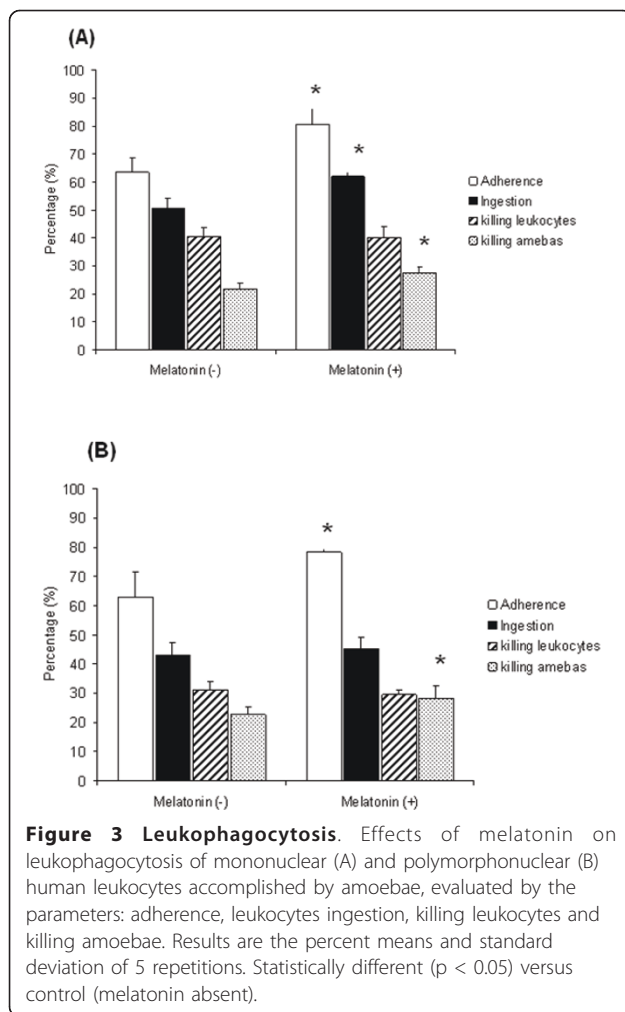 (A)
100
90
80
70
60
50
40
30
20
10
0
Percentage (%)
* * *
Melatonin (-) Melatonin (+)
Adherence
Ingestion
killing leukocytes
killing amebas
(B)
100
90
80
70
60
50
40
30
20
10
0
Percentage (%)
* *
Melatonin (-) Melatonin (+)
Adherence
Ingestion
killing leukocytes
killing amebas
Figure 3 Leukophagocytosis. Effects of melatonin on
leukophagocytosis of mononuclear (A) and polymorphonuclear (B)
human leukocytes accomplished by amoebae, evaluated by the
parameters: adherence, leukocytes ingestion, killing leukocytes and
killing amoebae. Results are the percent means and standard
deviation of 5 repetitions. Statistically different (p < 0.05) versus
control (melatonin absent).